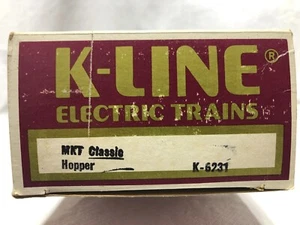 K-LINE®
ELECTRIC TRAINS
MKT Classic
Hopper K-6231